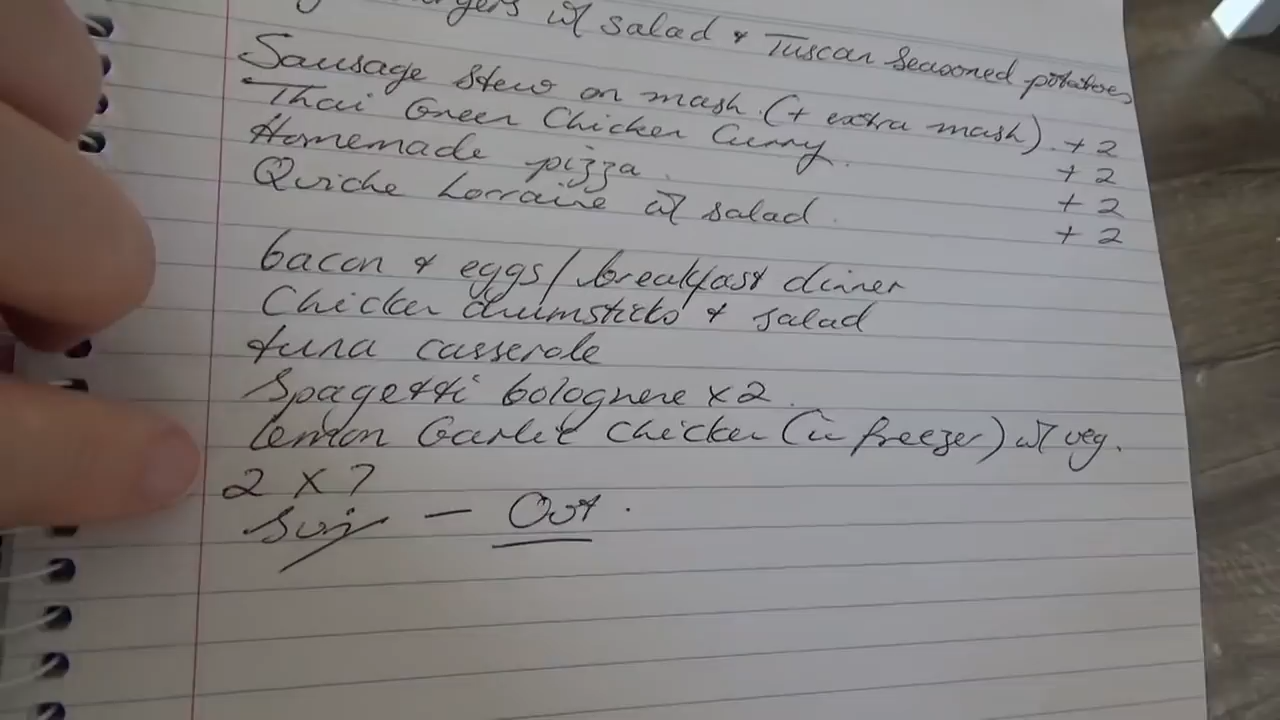 w/ salad & Tuscan Seasoned potatoes
Sausage stew on mash (+ extra mash). +2
Thai Green Chicken Curry. +2
Homemade pizza. +2
Quiche Lorraine w/ salad. +2
bacon & eggs/breakfast dinner
Chicken drumsticks & salad
tuna casserole
Spagetti bolognese x2.
Lemon Garlic Chicken (in freezer) w/ veg.
2 x ?
— Out.